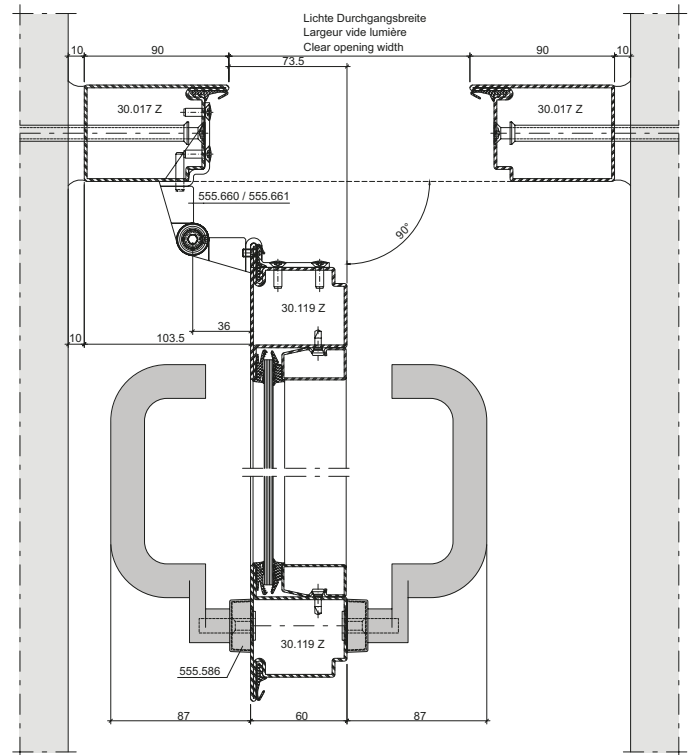 Lichte Durchgangsbreite
Largeur vide lumière
Clear opening width
10
90
73.5
90
10
30.017 Z
30.017 Z
555.660 / 555.661
90°
30.119 Z
36
10
103.5
30.119 Z
555.586
87
60
87